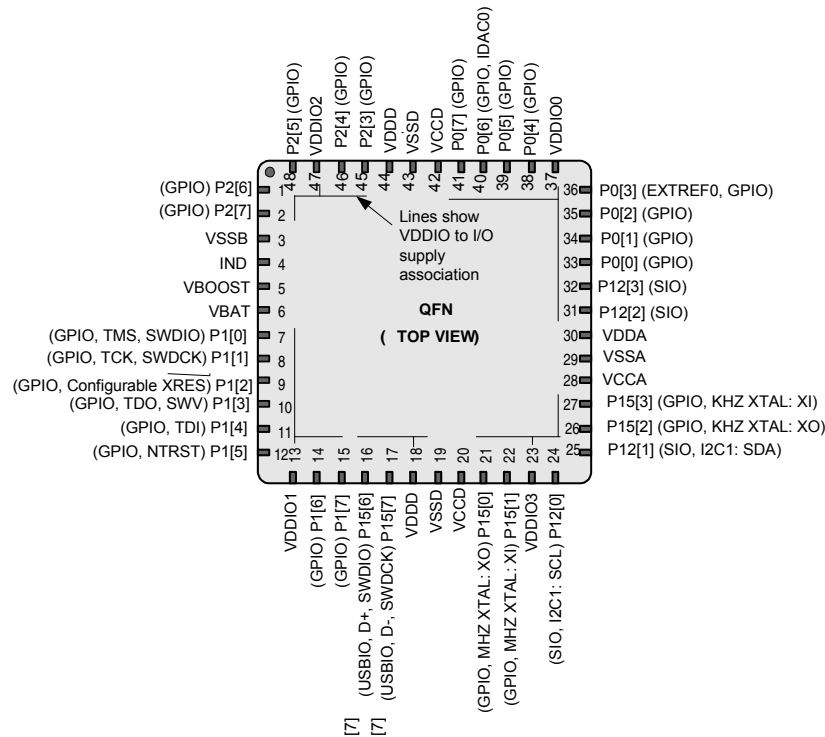 P2[5] (GPIO)
VDDIO2
P2[4] (GPIO)
P2[3] (GPIO)
VDDD
VSSD
VCCD
P0[7] (GPIO)
P0[6] (GPIO, IDAC0)
P0[5] (GPIO)
P0[4] (GPIO)
VDDIO0
48
47
46
45
44
43
42
41
40
39
38
37
(GPIO) P2[6]
1
(GPIO) P2[7]
2
VSSB
3
IND
4
VBOOST
5
VBAT
6
(GPIO, TMS, SWDIO) P1[0]
7
(GPIO, TCK, SWDCK) P1[1]
8
(GPIO, Configurable XRES) P1[2]
9
(GPIO, TDO, SWV) P1[3]
10
(GPIO, TDI) P1[4]
11
(GPIO, NTRST) P1[5]
12
Lines show
VDDIO to I/O
supply
association
QFN
( TOP VIEW)
36
P0[3] (EXTREF0, GPIO)
35
P0[2] (GPIO)
34
P0[1] (GPIO)
33
P0[0] (GPIO)
32
P12[3] (SIO)
31
P12[2] (SIO)
30
VDDA
29
VSSA
28
VCCA
27
P15[3] (GPIO, KHZ XTAL: XI)
26
P15[2] (GPIO, KHZ XTAL: XO)
25
P12[1] (SIO, I2C1: SDA)
13
14
15
16
17
18
19
20
21
22
23
24
VDDIO1
(GPIO) P1[6]
(GPIO) P1[7]
(USBIO, D+, SWDIO) P15[6]
(USBIO, D-, SWDCK) P15[7]
VDDD
VSSD
VCCD
(GPIO, MHZ XTAL: XO) P15[0]
(GPIO, MHZ XTAL: XI) P15[1]
VDDIO3
(SIO, I2C1: SCL) P12[0]
[7]
[7]